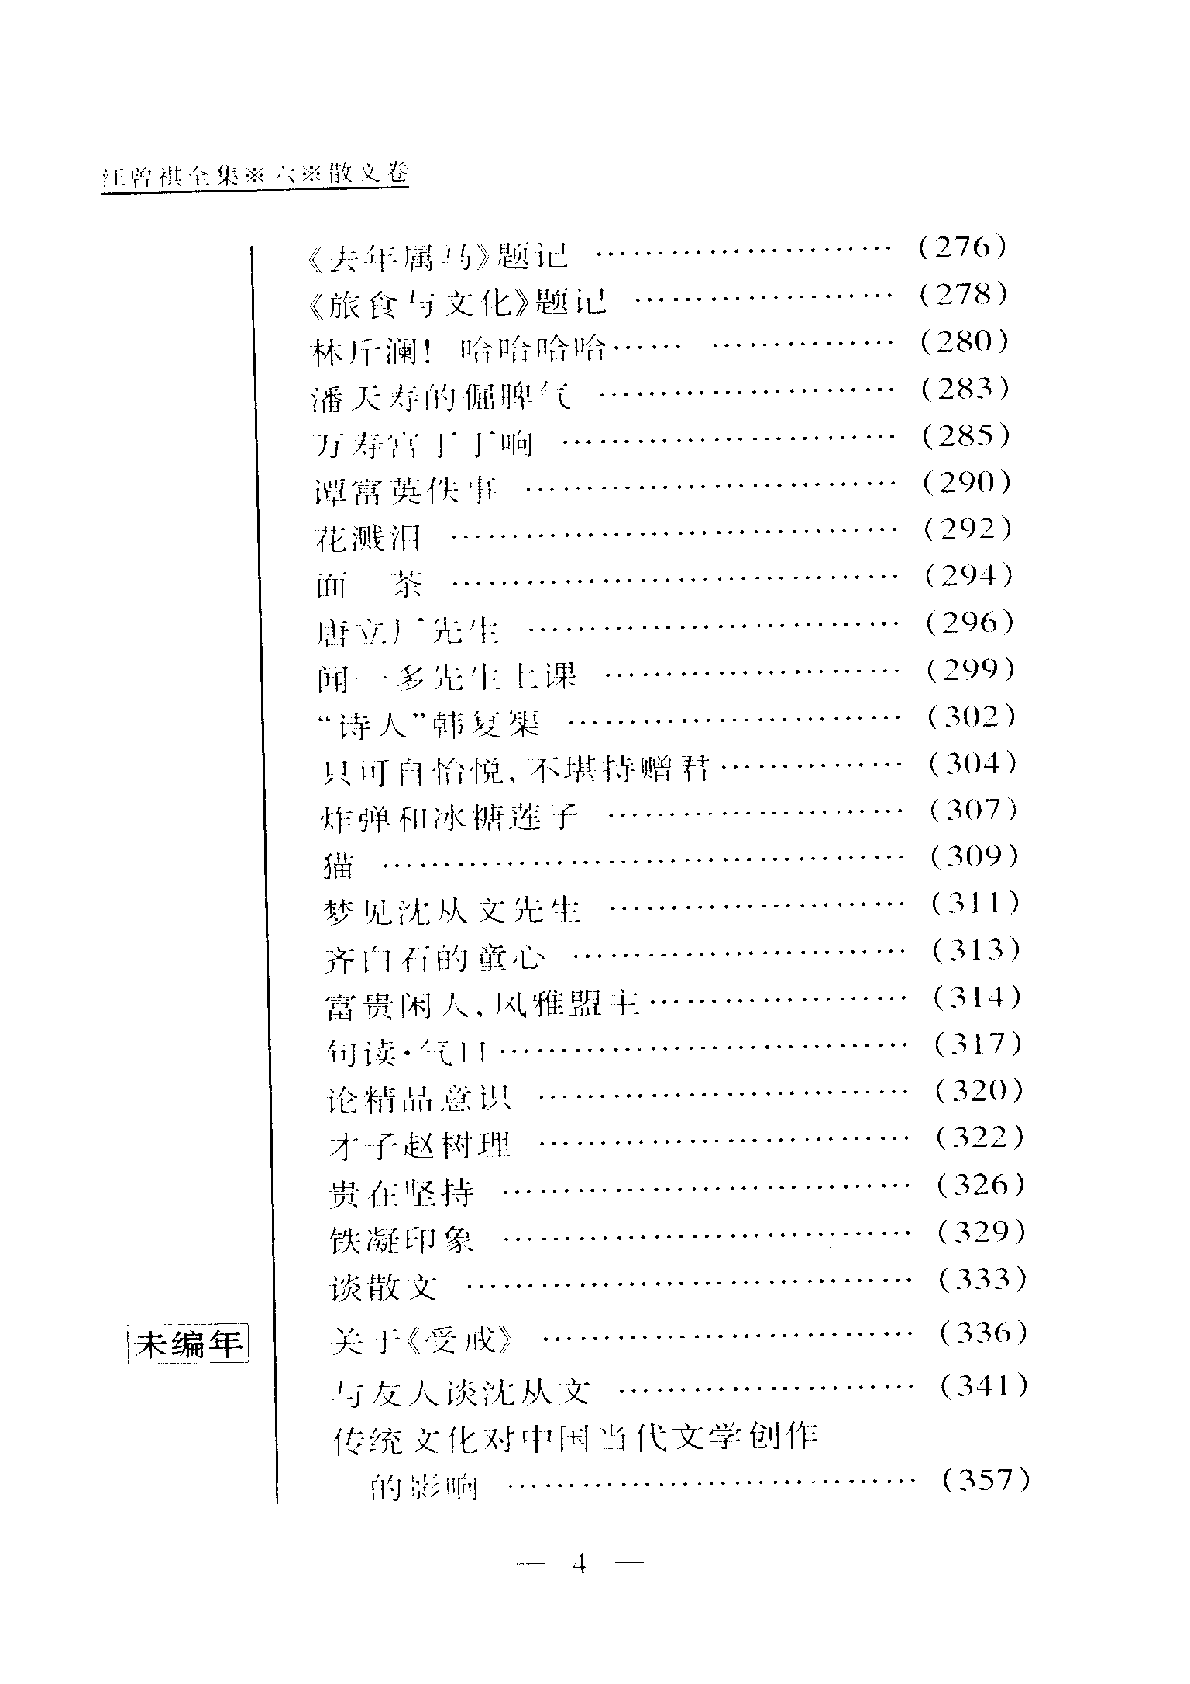 汪曾祺全集※六※散文卷
《去年属马》题记 ……………………… (276)
《旅食与文化》题记 …………………… (278)
林斤澜！哈哈哈哈…… ……………… (280)
潘天寿的倔脾气 ……………………… (283)
万寿宫丁丁响 ………………………… (285)
谭富英佚事 …………………………… (290)
花溅泪 ………………………………… (292)
面　茶 ………………………………… (294)
唐立厂先生 …………………………… (296)
闻一多先生上课 ……………………… (299)
“诗人”韩复榘 ………………………… (302)
只可自怡悦,不堪持赠君…………… (304)
炸弹和冰糖莲子 ……………………… (307)
猫 ……………………………………… (309)
梦见沈从文先生 ……………………… (311)
齐白石的童心 ………………………… (313)
富贵闲人,风雅盟主………………… (314)
句读·气口……………………………… (317)
论精品意识 …………………………… (320)
才子赵树理 …………………………… (322)
贵在坚持 ……………………………… (326)
铁凝印象 ……………………………… (329)
谈散文 ………………………………… (333)
未编年 关于《受戒》 …………………………… (336)
与友人谈沈从文 ……………………… (341)
传统文化对中国当代文学创作
的影响 ……………………………… (357)
— 4 —